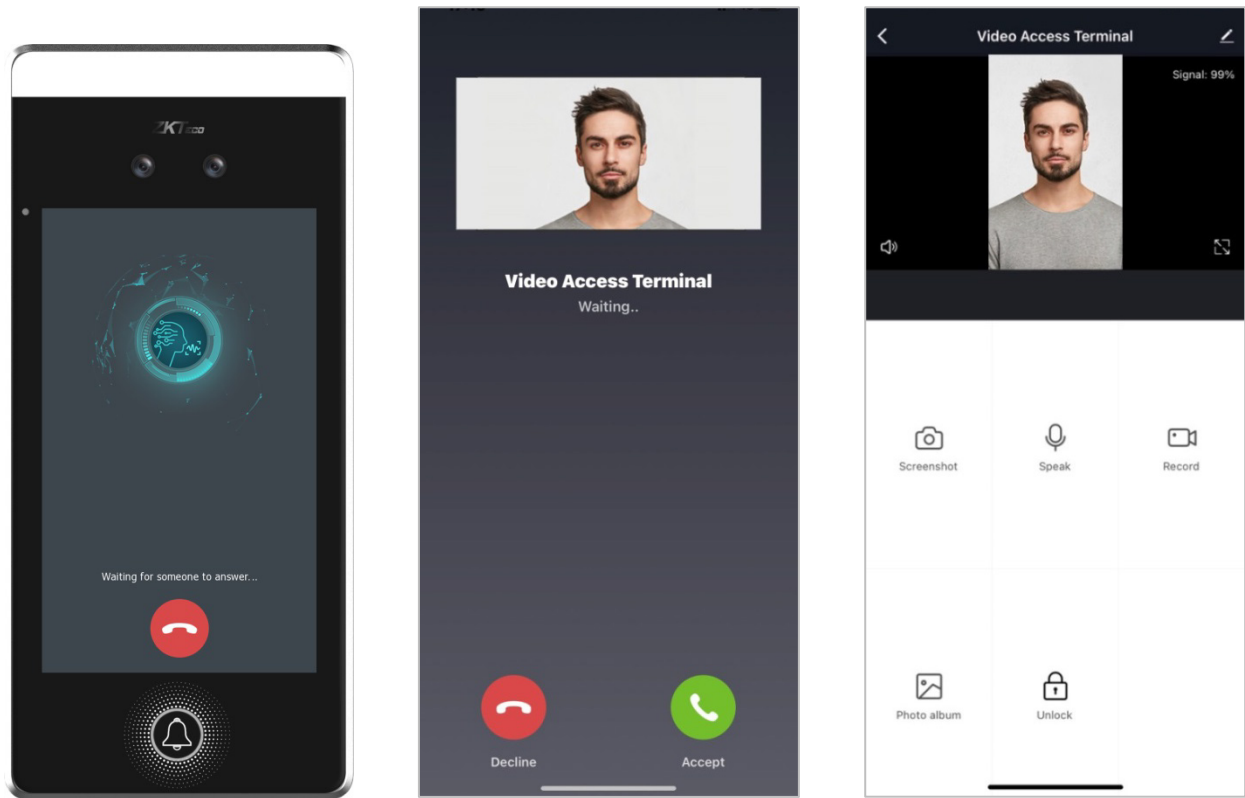 ZKTeco
Waiting for someone to answer...
Video Access Terminal
Waiting..
Decline
Accept
Video Access Terminal
Signal: 99%
Screenshot
Speak
Record
Photo album
Unlock